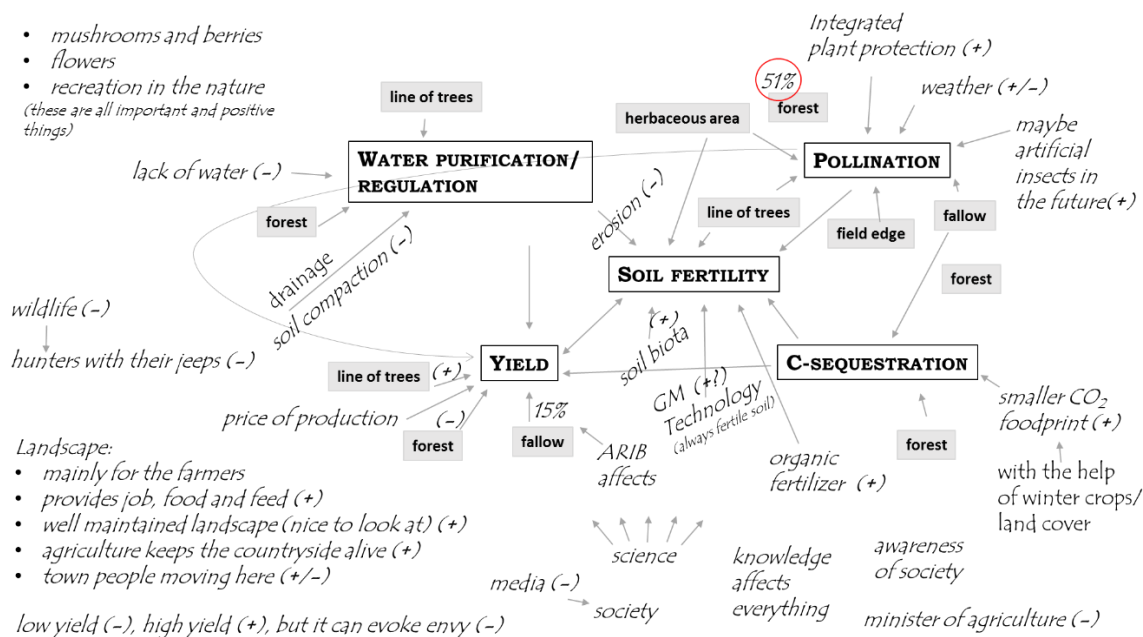 • mushrooms and berries
• flowers
• recreation in the nature
(these are all important and positive
things)
Integrated
plant protection (+)
51%
forest
weather (+/-)
line of trees
herbaceous area
maybe
artificial
insects in
the future(+)
WATER PURIFICATION/
REGULATION
POLLINATION
lack of water (-)
erosion (-)
forest
line of trees
field edge
fallow
drainage
soil compaction (-)
SOIL FERTILITY
forest
wildlife (-)
hunters with their jeeps (-)
(+)
soil biota
YIELD
C-SEQUESTRATION
line of trees
(+)
GM (+?)
Technology
(always fertile soil)
price of production
(-)
forest
15%
fallow
smaller CO2
foodprint (+)
forest
ARIB
affects
organic
fertilizer (+)
with the help
of winter crops/
land cover
Landscape:
• mainly for the farmers
• provides job, food and feed (+)
• well maintained landscape (nice to look at) (+)
• agriculture keeps the countryside alive (+)
• town people moving here (+/-)
science
media (-)
society
knowledge
affects
everything
awareness
of society
minister of agriculture (-)
low yield (-), high yield (+), but it can evoke envy (-)